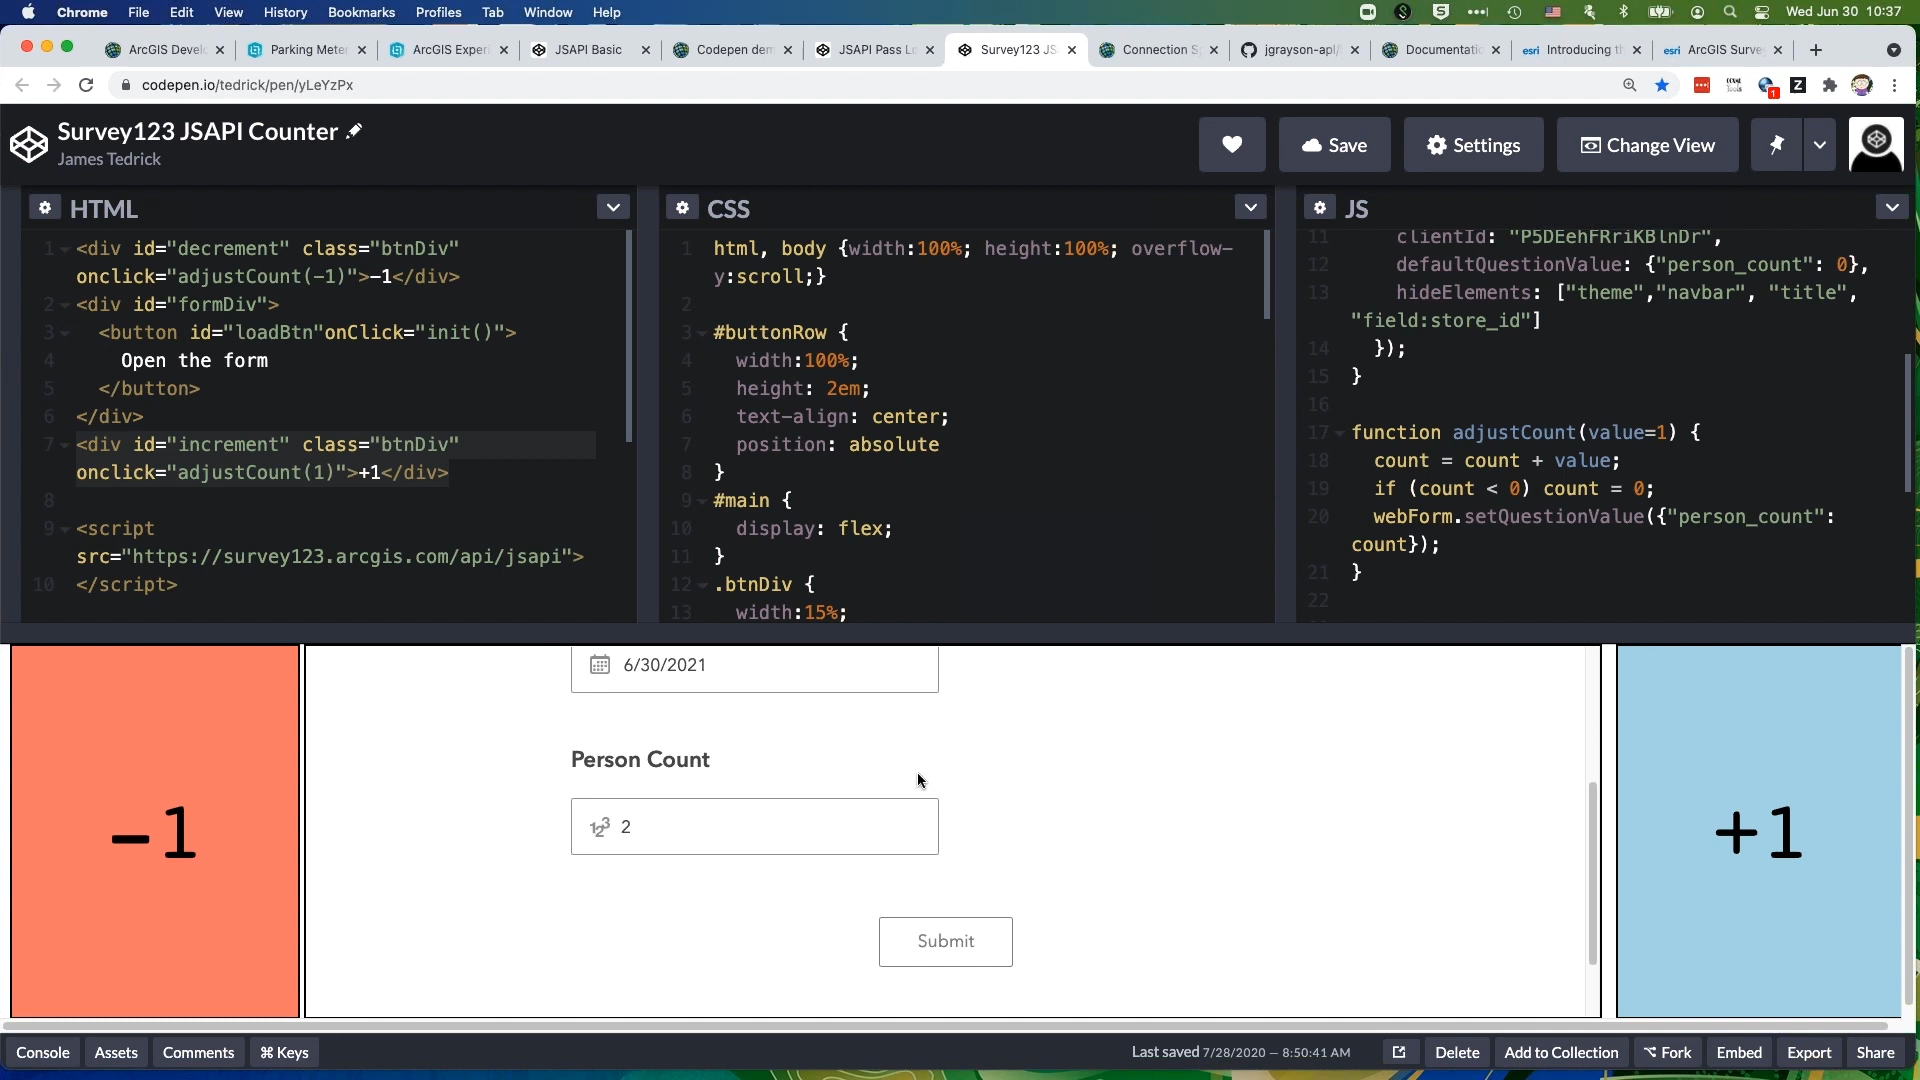 Chrome File Edit View History Bookmarks Profiles Tab Window Help Wed Jun 30 10:37
ArcGIS Develo Parking Meter ArcGIS Experi JSAPI Basic Codepen dem JSAPI Pass Lo Survey123 JS Connection S jgrayson-apl/ Documentatio esri Introducing th esri ArcGIS Surve
codepen.io/tedrick/pen/yLeYzPx
1
Survey123 JSAPI Counter
James Tedrick
Save Settings Change View
HTML
1 <div id="decrement" class="btnDiv"
onclick="adjustCount(-1)">-1</div>
2 <div id="formDiv">
3 <button id="loadBtn"onClick="init()">
4 Open the form
5 </button>
6 </div>
7 <div id="increment" class="btnDiv"
onclick="adjustCount(1)">+1</div>
8
9 <script
src="https://survey123.arcgis.com/api/jsapi">
10 </script>
CSS
1 html, body {width:100%; height:100%; overflow-
y:scroll;}
2
3 #buttonRow {
4 width:100%;
5 height: 2em;
6 text-align: center;
7 position: absolute
8 }
9 #main {
10 display: flex;
11 }
12 .btnDiv {
13 width:15%;
JS
11 clientId: "P5DEehFRriKBlnDr",
12 defaultQuestionValue: {"person_count": 0},
13 hideElements: ["theme","navbar", "title",
"field:store_id"]
14 });
15 }
16
17 function adjustCount(value=1) {
18 count = count + value;
19 if (count < 0) count = 0;
20 webForm.setQuestionValue({"person_count":
count});
21 }
22
-1
6/30/2021
Person Count
2
Submit
+1
Console Assets Comments ⌘ Keys Last saved 7/28/2020 — 8:50:41 AM Delete Add to Collection Fork Embed Export Share